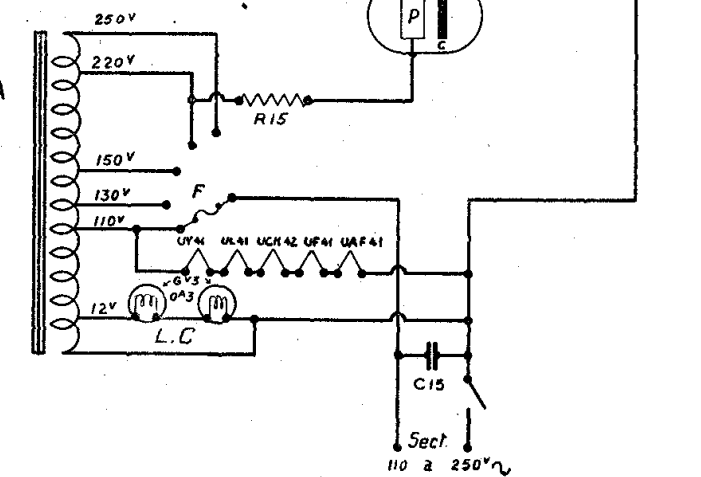 250V
P
C
220V
R15
150V
F
130V
110V
UY41 UL41 UCH42 UF41 UAF41
6V3
0A3
12V
L.C
C15
Sect.
110 a 250V~